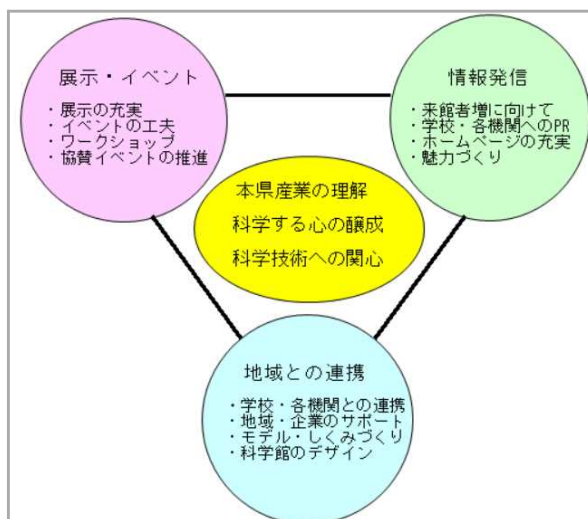 展示・イベント
・展示の充実
・イベントの工夫
・ワークショップ
・協賛イベントの推進
情報発信
・来館者増に向けて
・学校・各機関へのPR
・ホームページの充実
・魅力づくり
本県産業の理解
科学する心の醸成
科学技術への関心
地域との連携
・学校・各機関との連携
・地域・企業のサポート
・モデル・しくみづくり
・科学館のデザイン